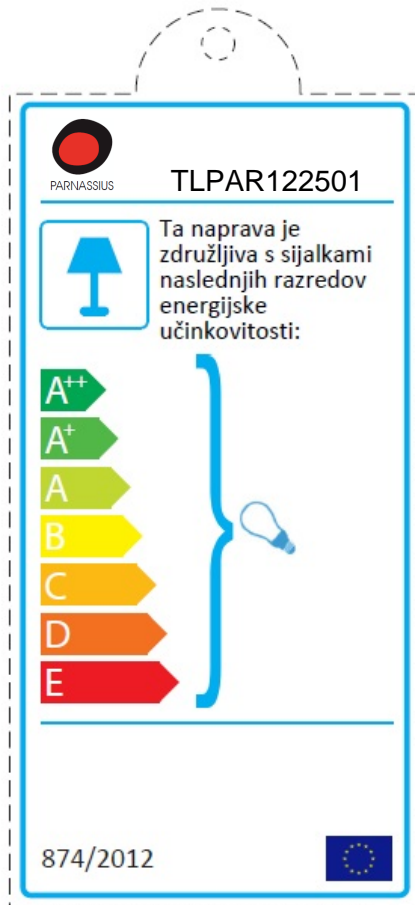 PARNASSIUS
TLPAR122501
Ta naprava je
združljiva s sijalkami
naslednjih razredov
energijske
učinkovitosti:
A++
A+
A
B
C
D
E
874/2012